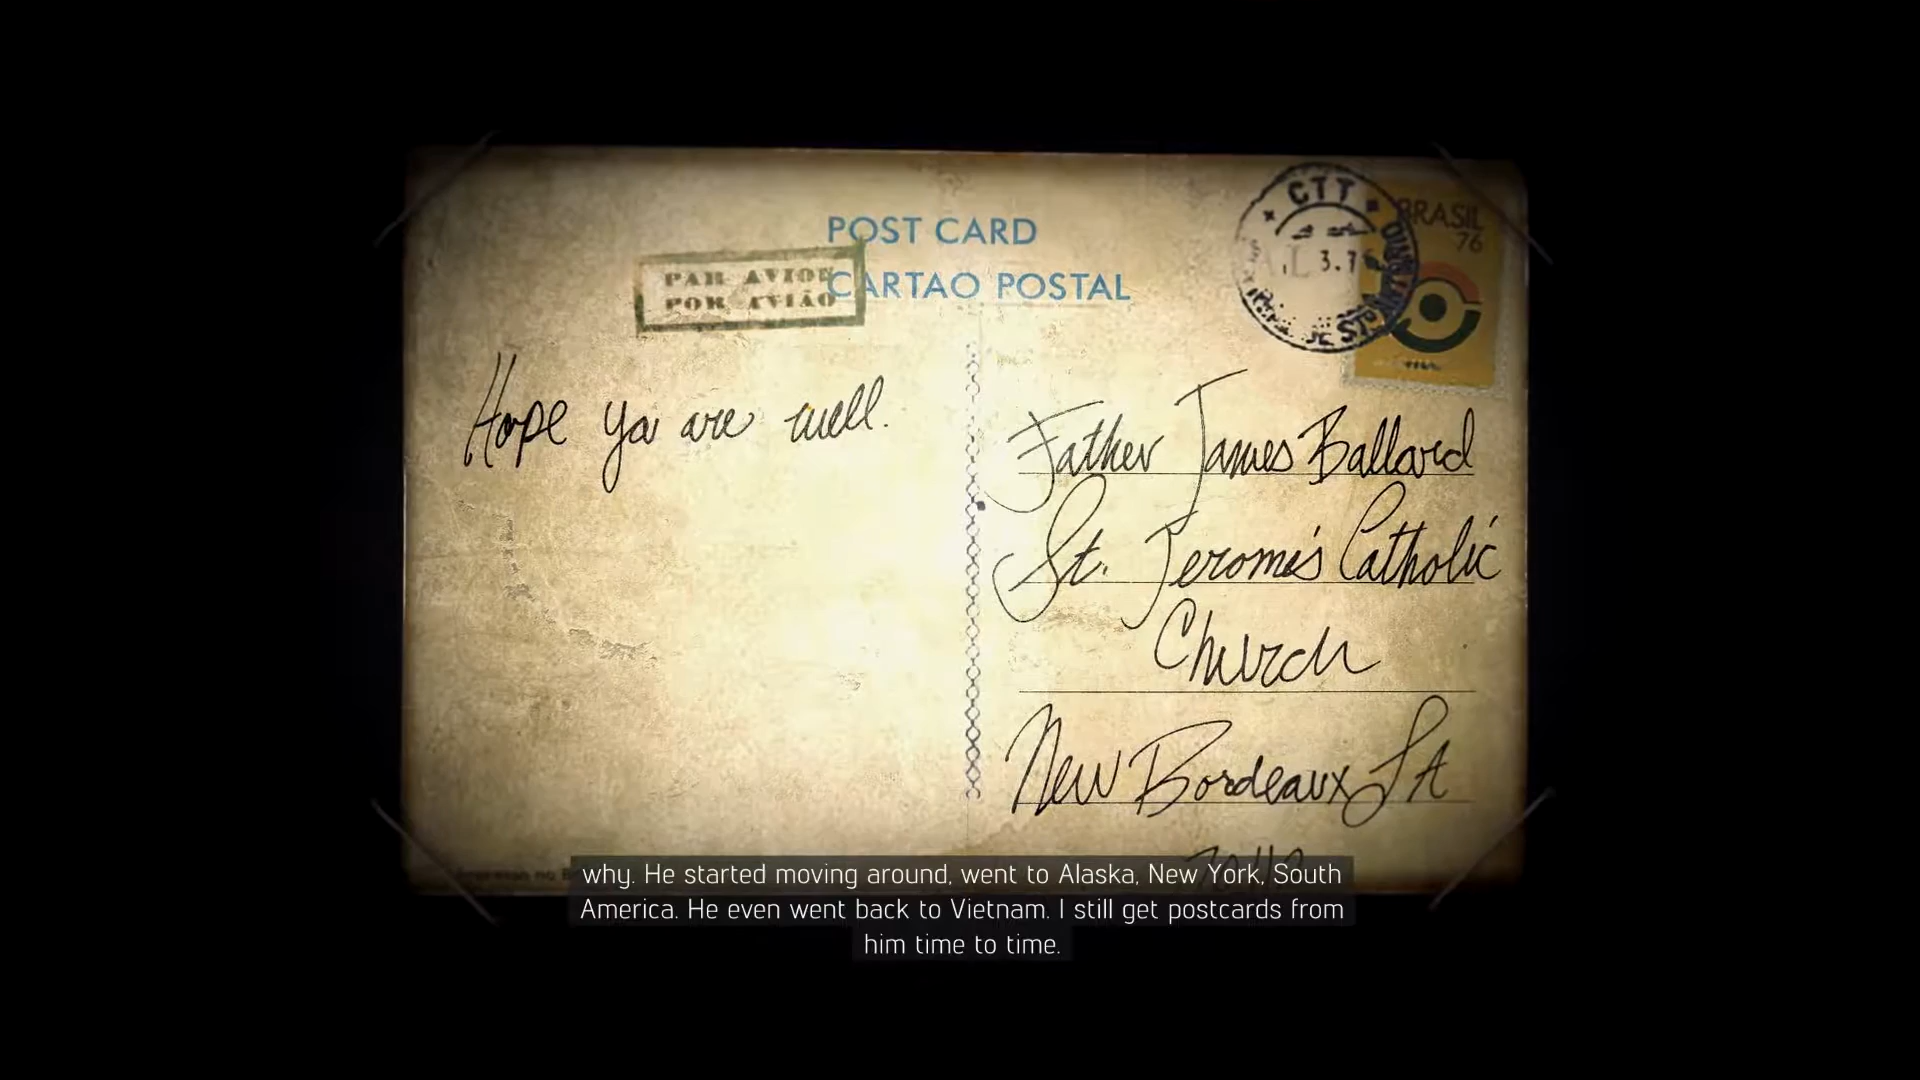 POST CARD
CARTAO POSTAL
PAR AVION
POR AVIÃO
CTT
3.7
BRASIL
76
Hope you are well.
Father James Ballard
St. Jerome's Catholic
Church
New Bordeaux LA
why. He started moving around, went to Alaska, New York, South
America. He even went back to Vietnam. I still get postcards from
him time to time.